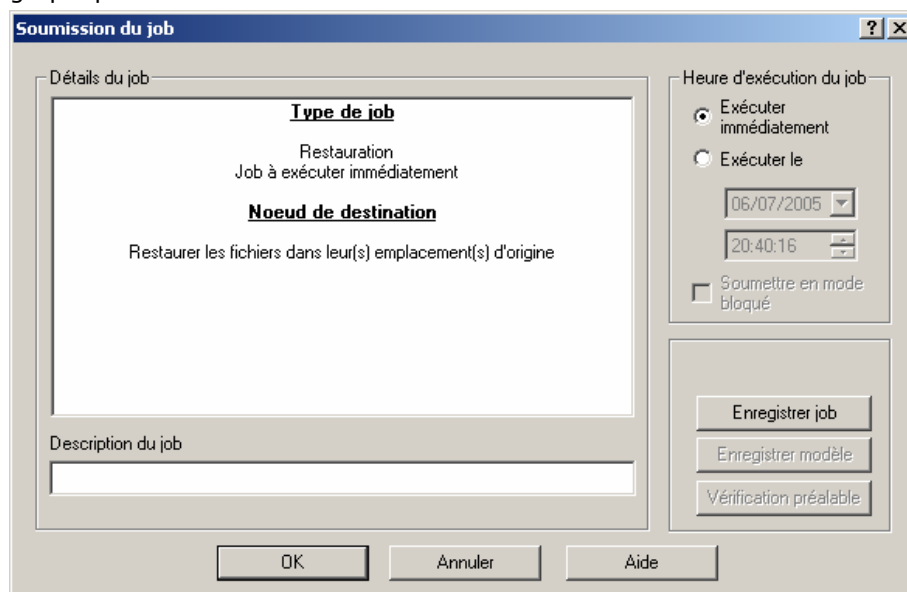 Soumission du job
Détails du job
Type de job
Restauration
Job à exécuter immédiatement
Noeud de destination
Restaurer les fichiers dans leur(s) emplacement(s) d'origine
Description du job
Heure d'exécution du job
Exécuter
immédiatement
Exécuter le
06/07/2005
20:40:16
Soumettre en mode
bloqué
Enregistrer job
Enregistrer modèle
Vérification préalable
OK
Annuler
Aide